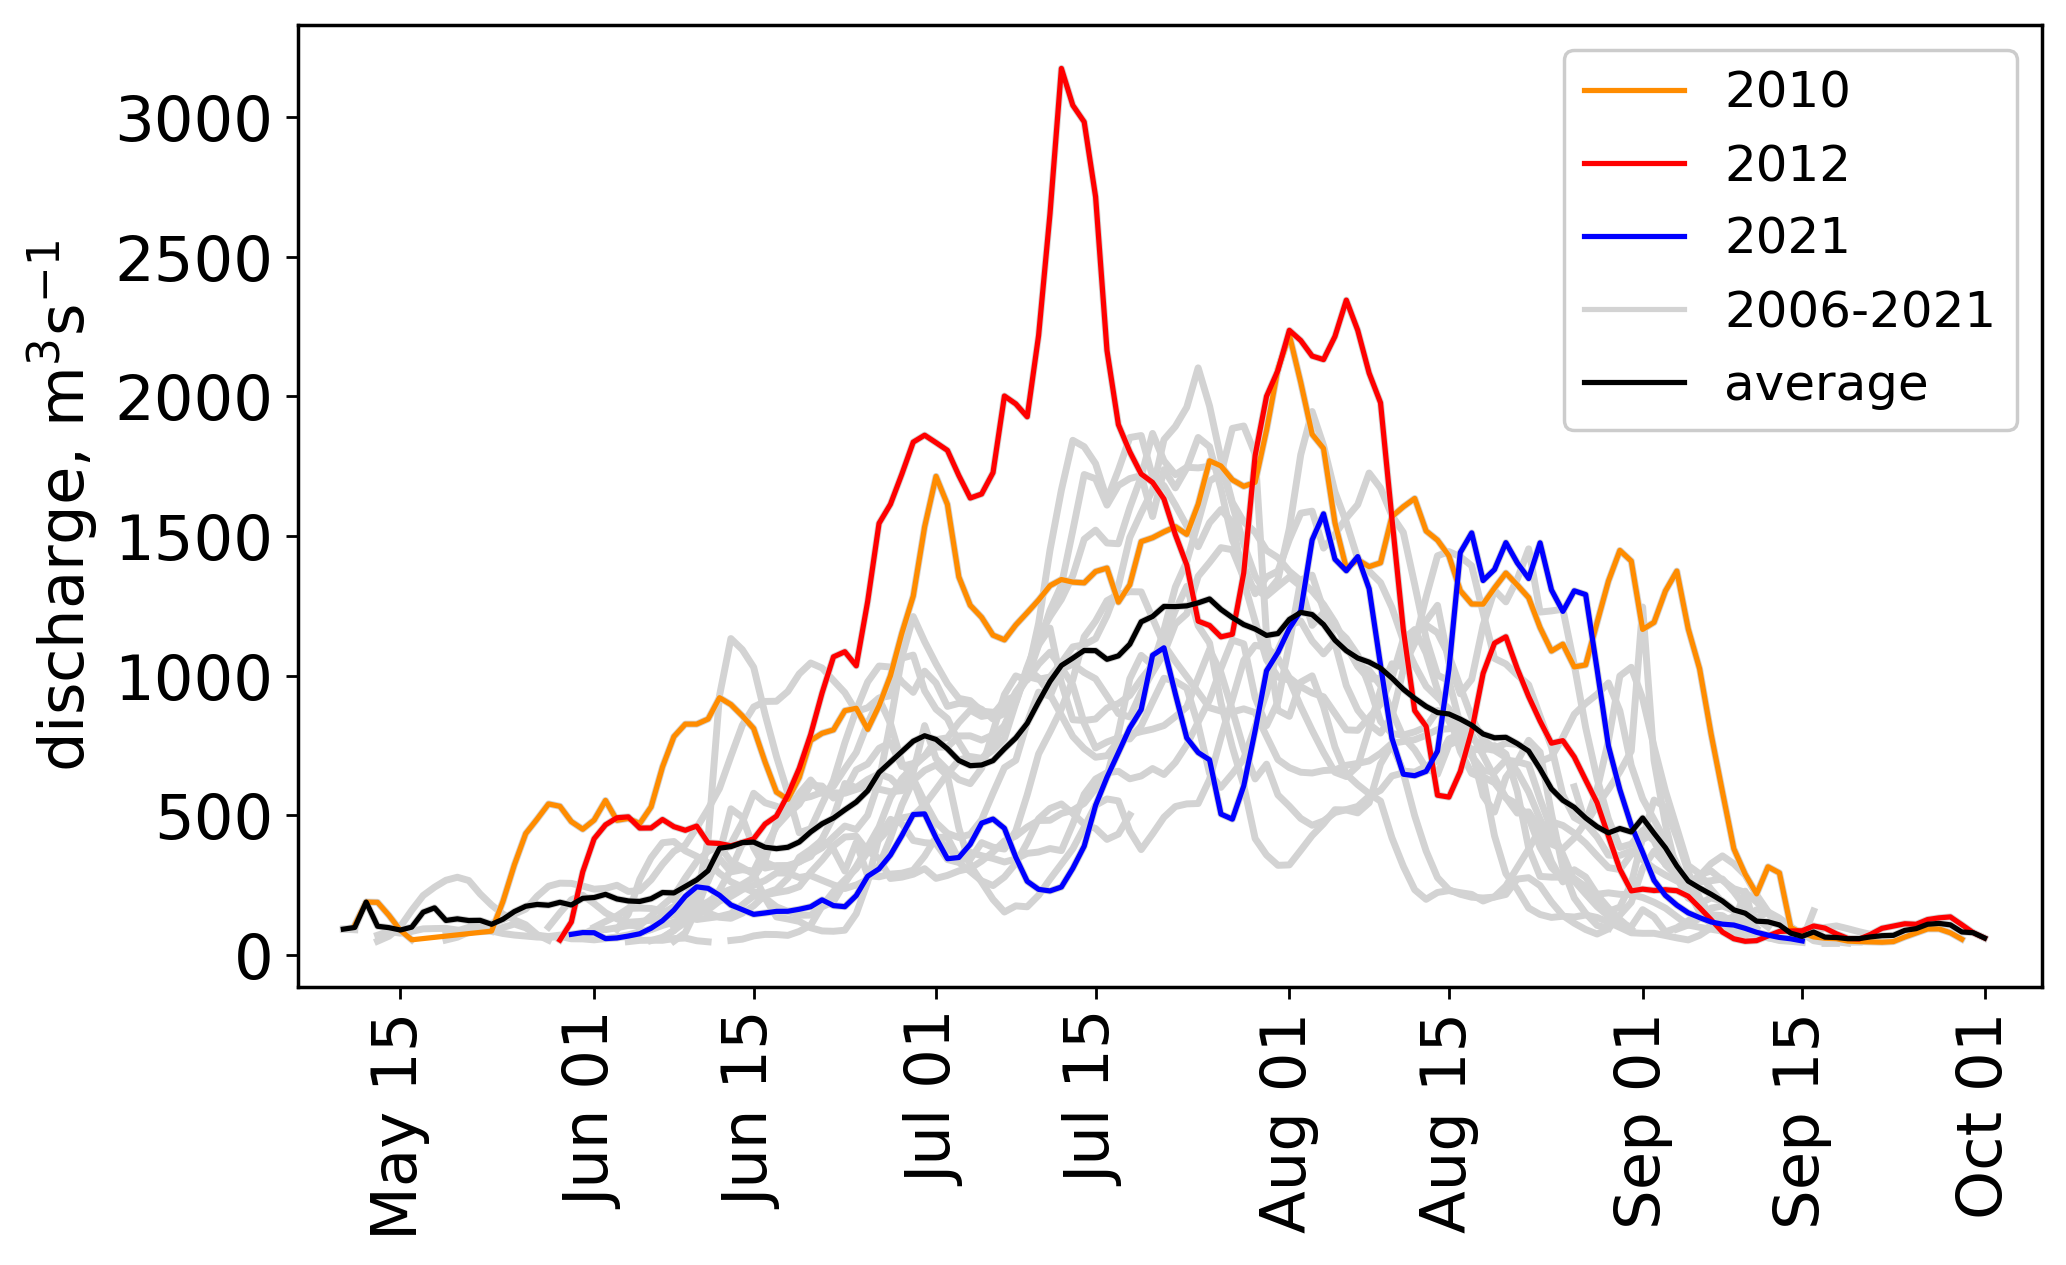 discharge, m³s⁻¹
3000
2500
2000
1500
1000
500
0
May 15
Jun 01
Jun 15
Jul 01
Jul 15
Aug 01
Aug 15
Sep 01
Sep 15
Oct 01
2010
2012
2021
2006-2021
average